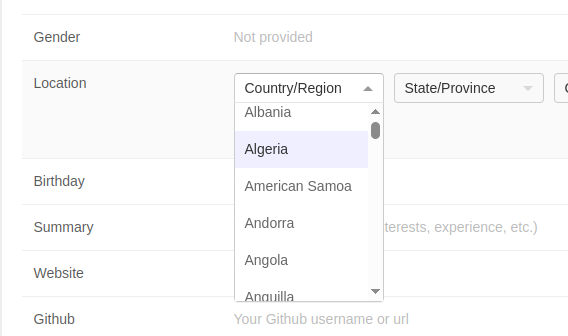 Gender
Not provided
Location
Country/Region
State/Province
Albania
Algeria
American Samoa
Andorra
Angola
Anguilla
Birthday
Summary
terests, experience, etc.)
Website
Github
Your Github username or url